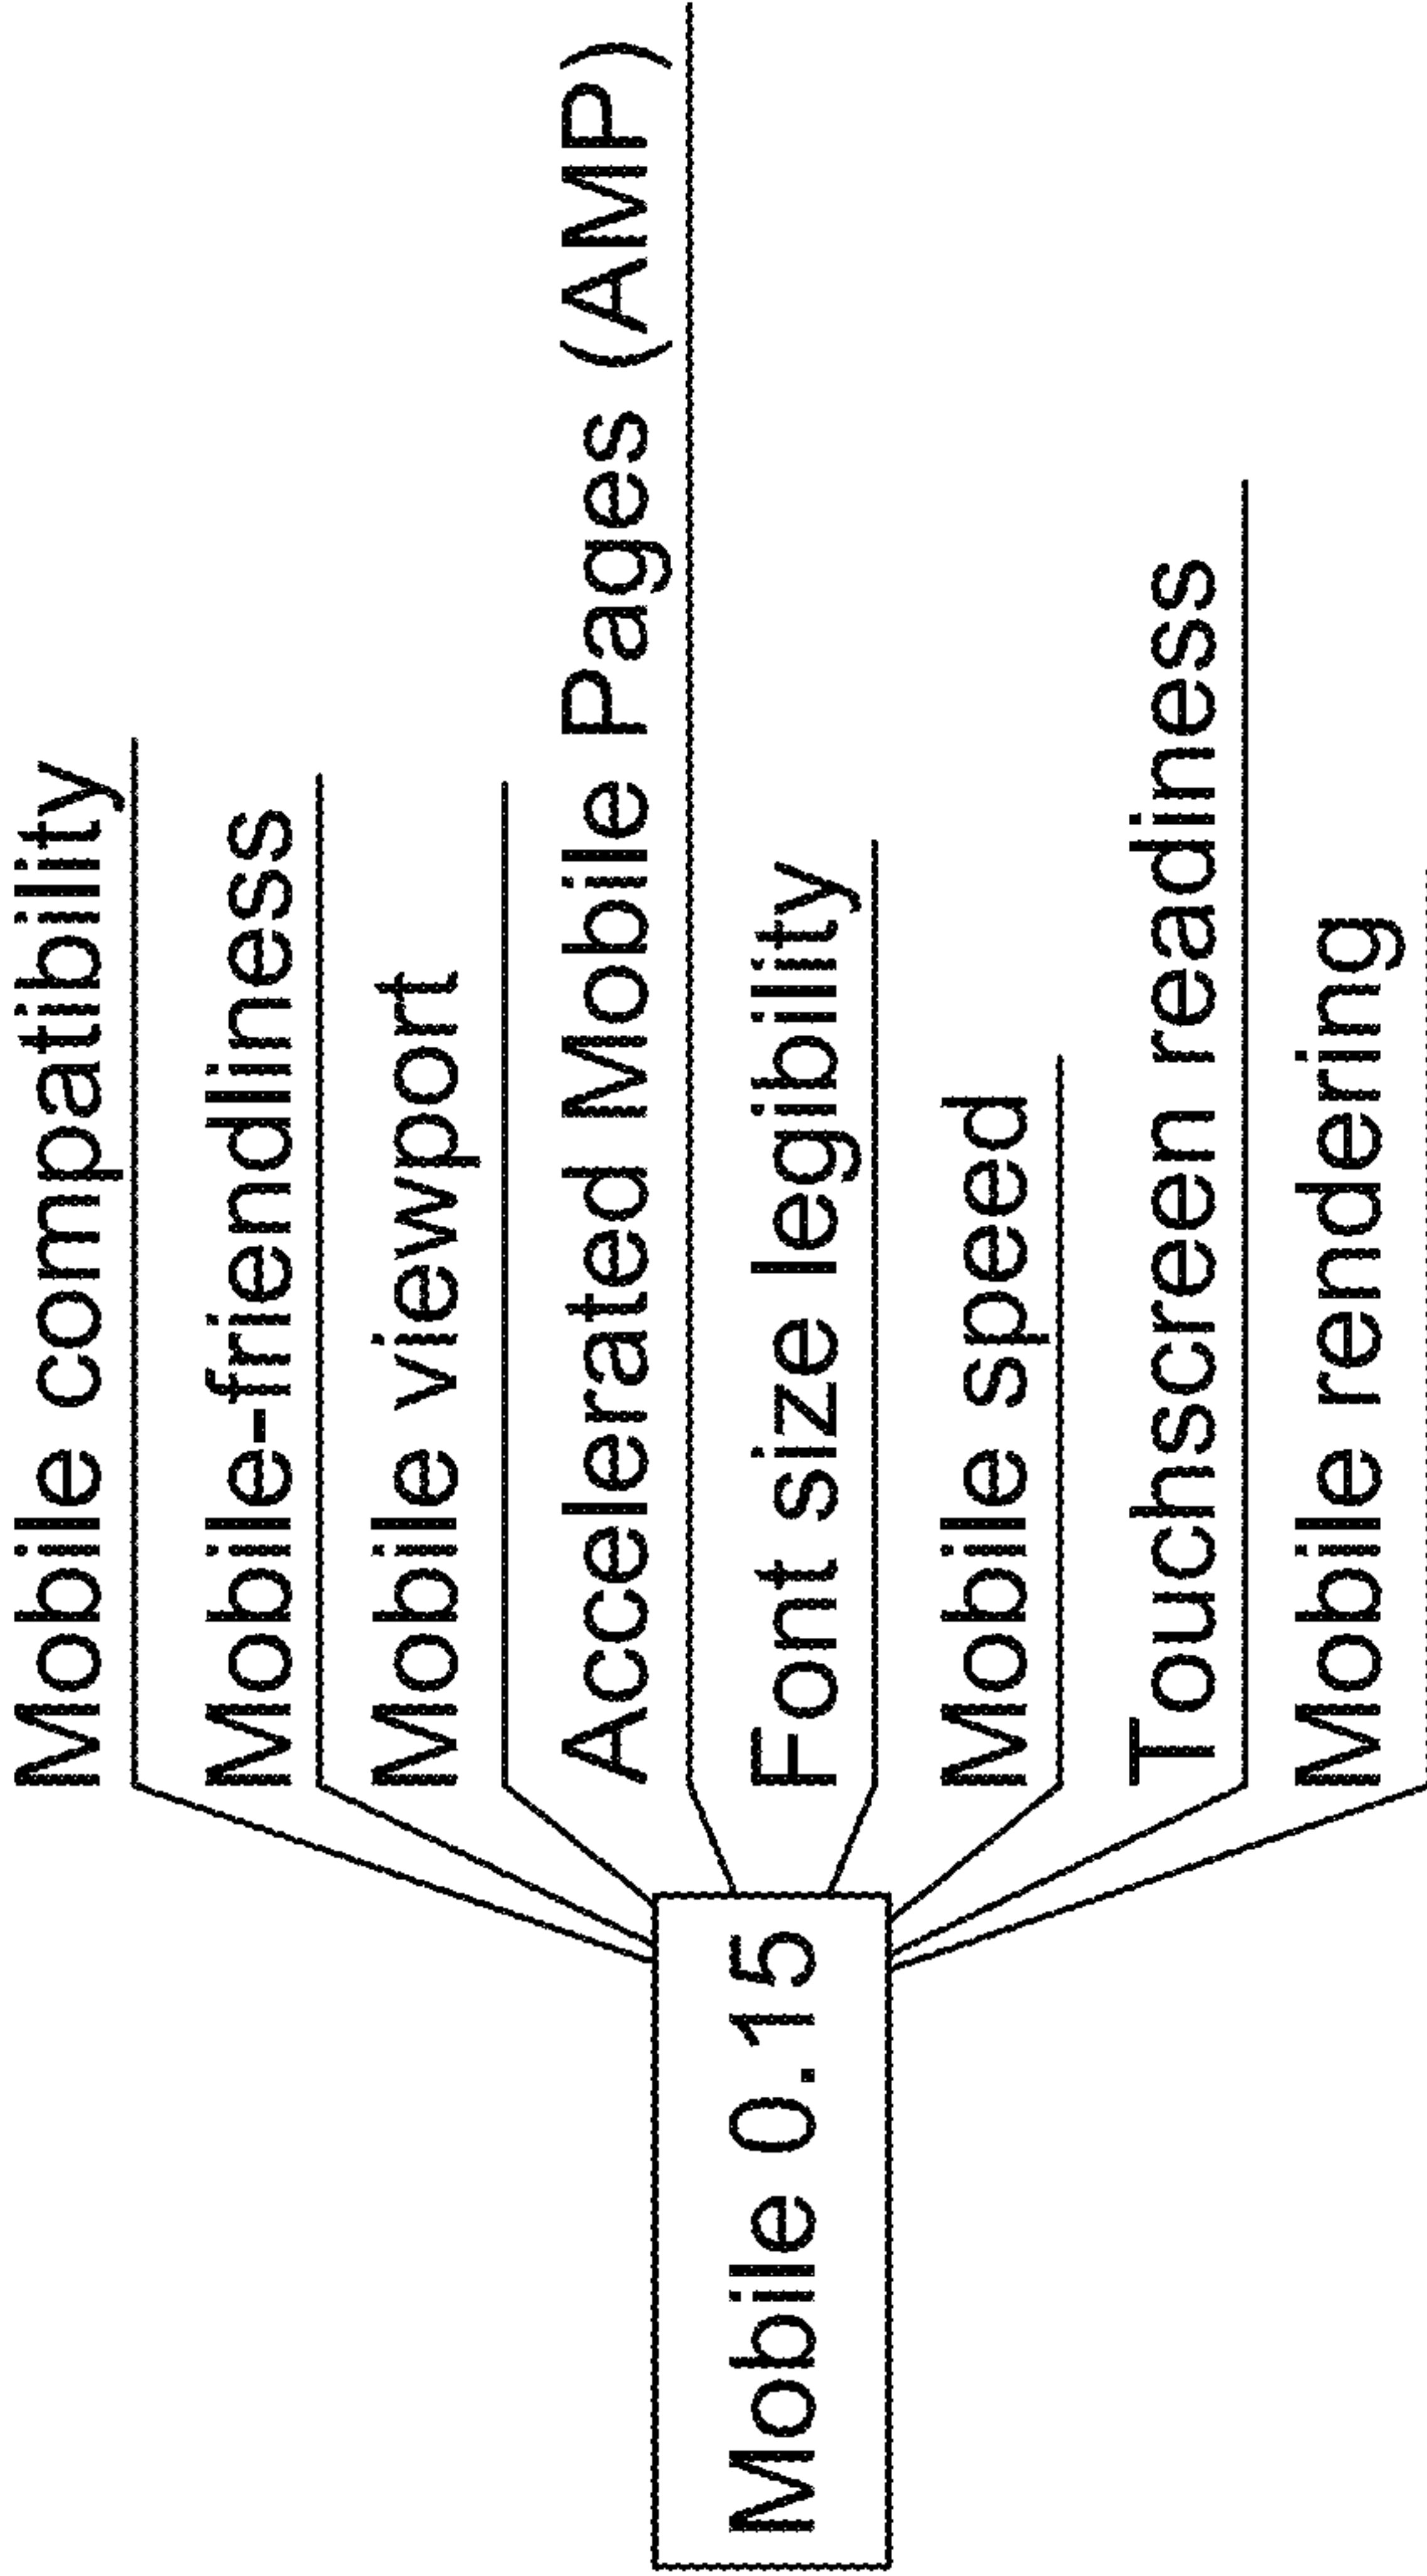 Mobile compatibility
Mobile-friendliness
Mobile viewport
Accelerated Mobile Pages (AMP)
Mobile 0.15
Font size legibility
Mobile speed
Touchscreen readiness
Mobile rendering